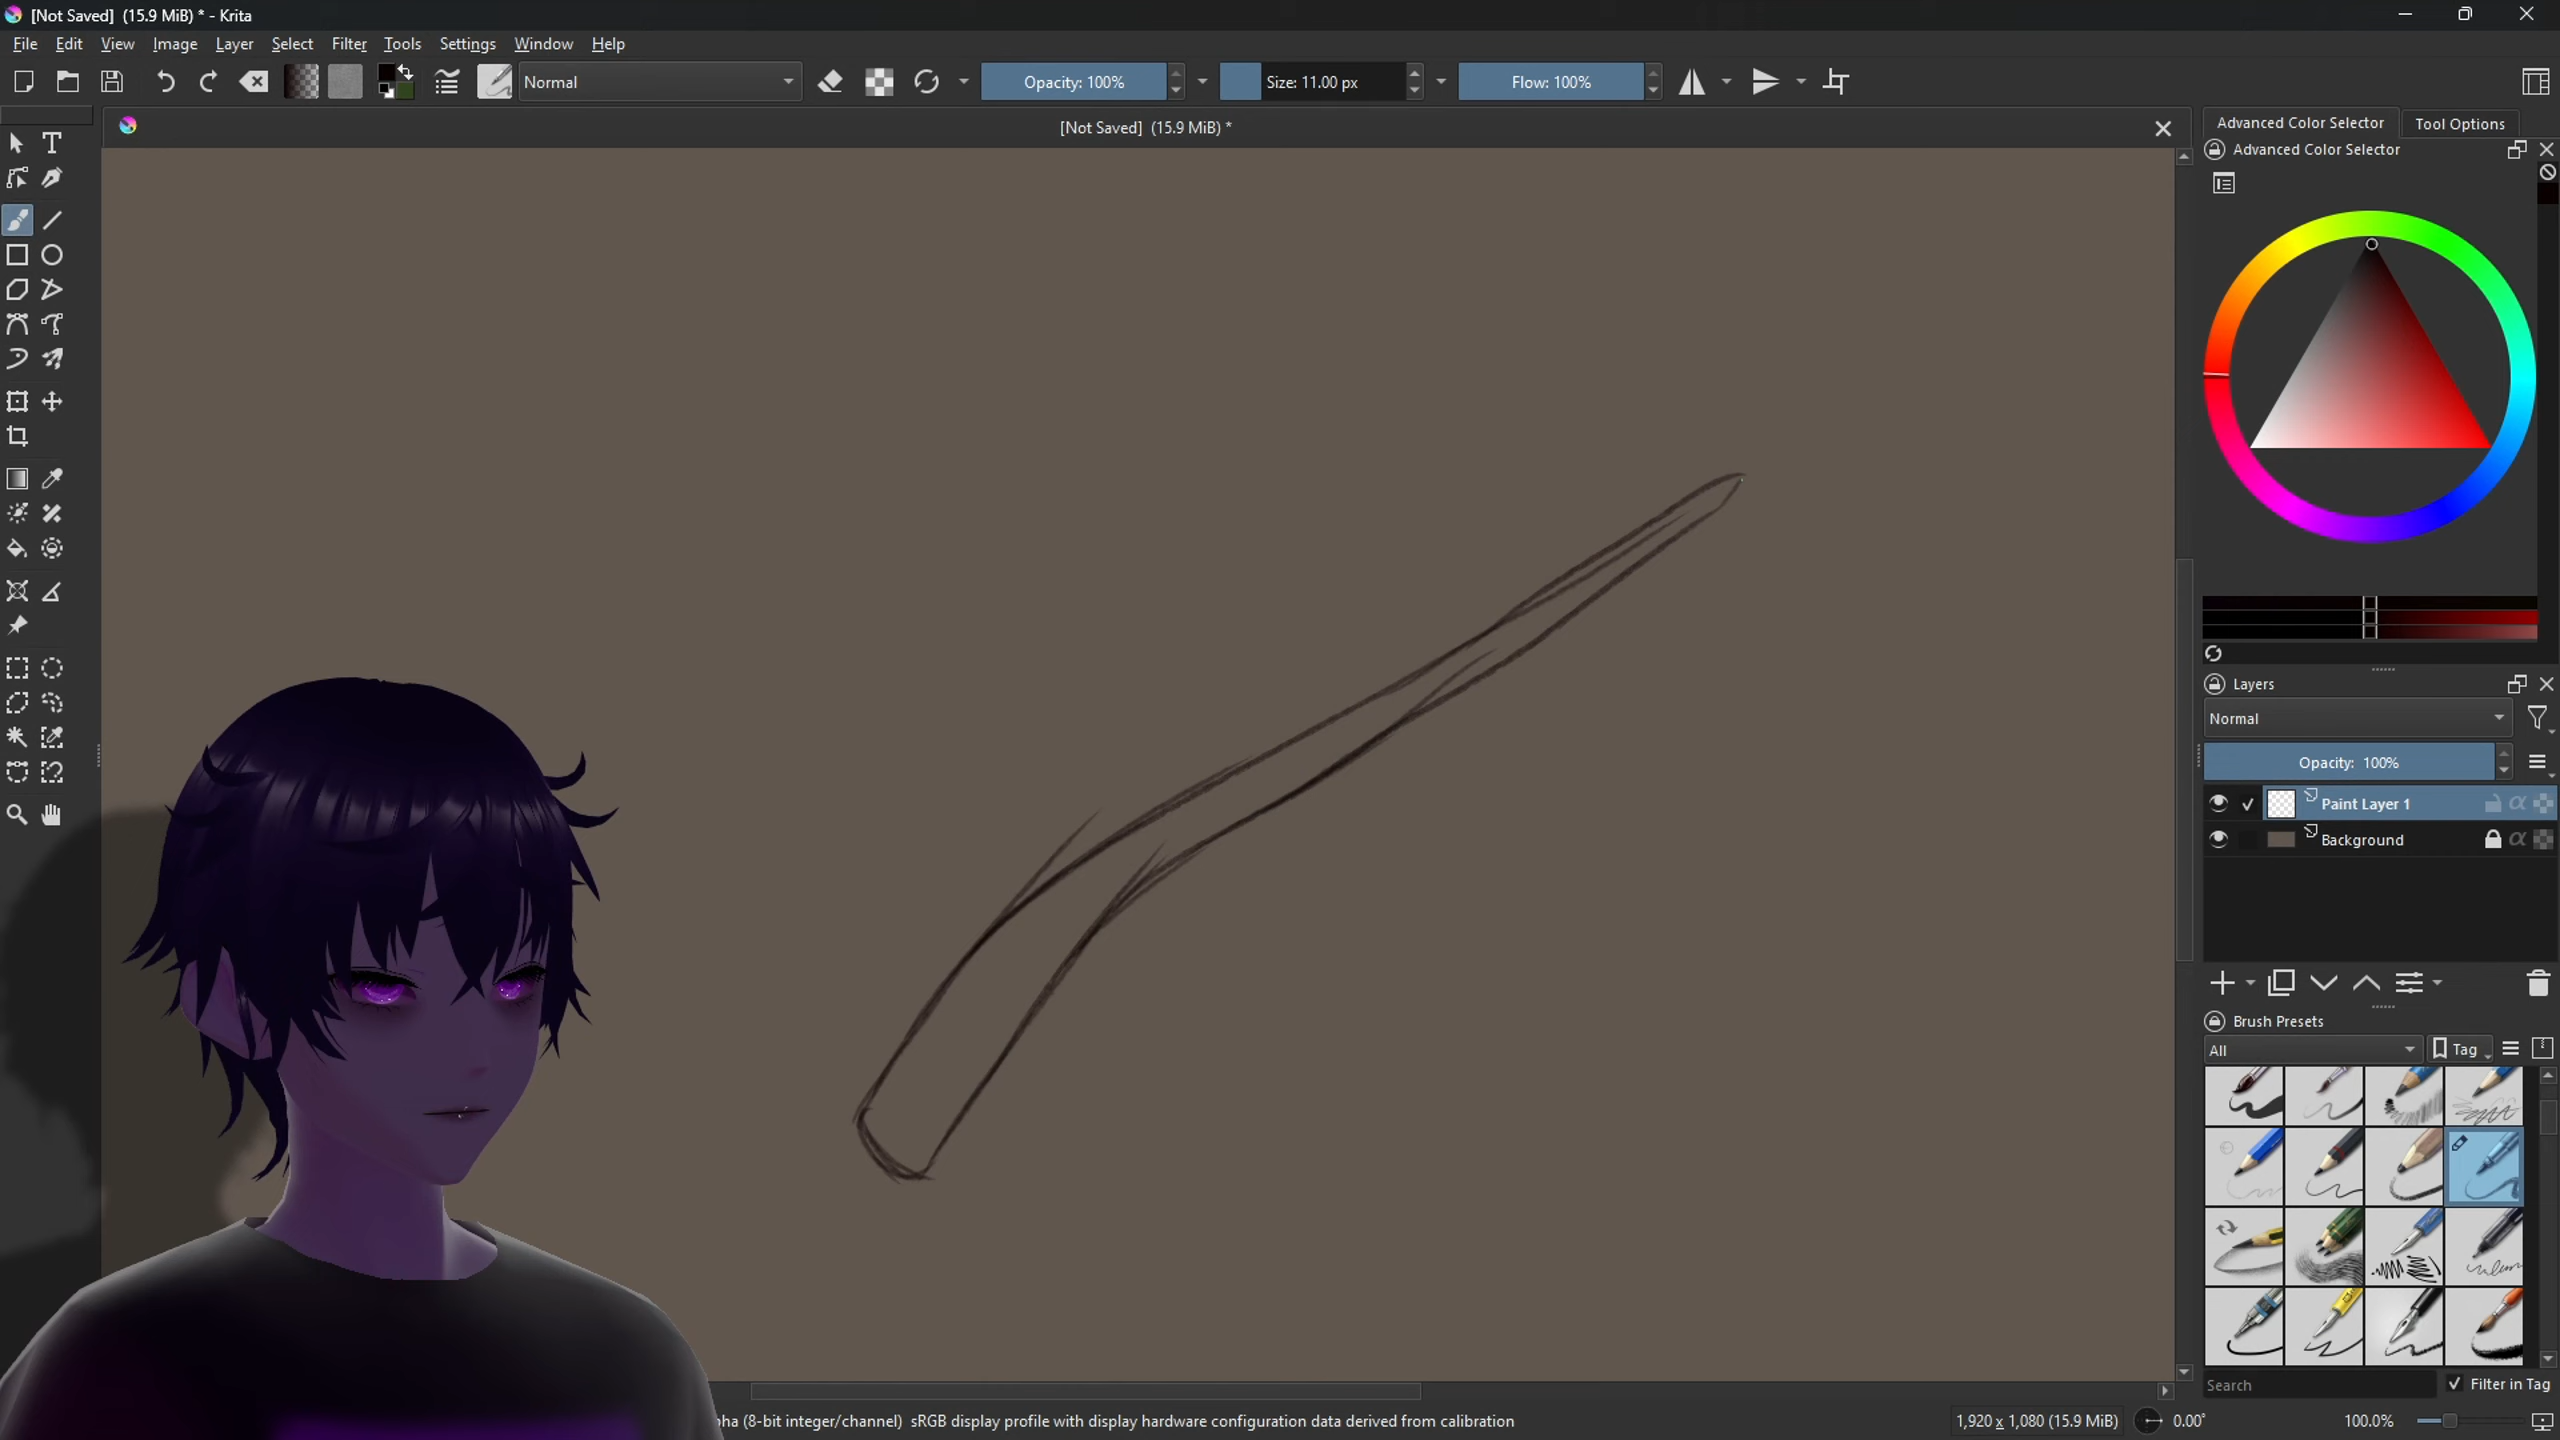 [Not Saved] (15.9 MiB) * - Krita
File Edit View Image Layer Select Filter Tools Settings Window Help
Normal Opacity: 100% Size: 11.00 px Flow: 100%
[Not Saved] (15.9 MiB) *
Advanced Color Selector Tool Options
Advanced Color Selector
Layers
Normal
Opacity: 100%
Paint Layer 1
Background
Brush Presets
All Tag
Search Filter in Tag
ha (8-bit integer/channel) sRGB display profile with display hardware configuration data derived from calibration 1,920 x 1,080 (15.9 MiB) 0.00° 100.0%